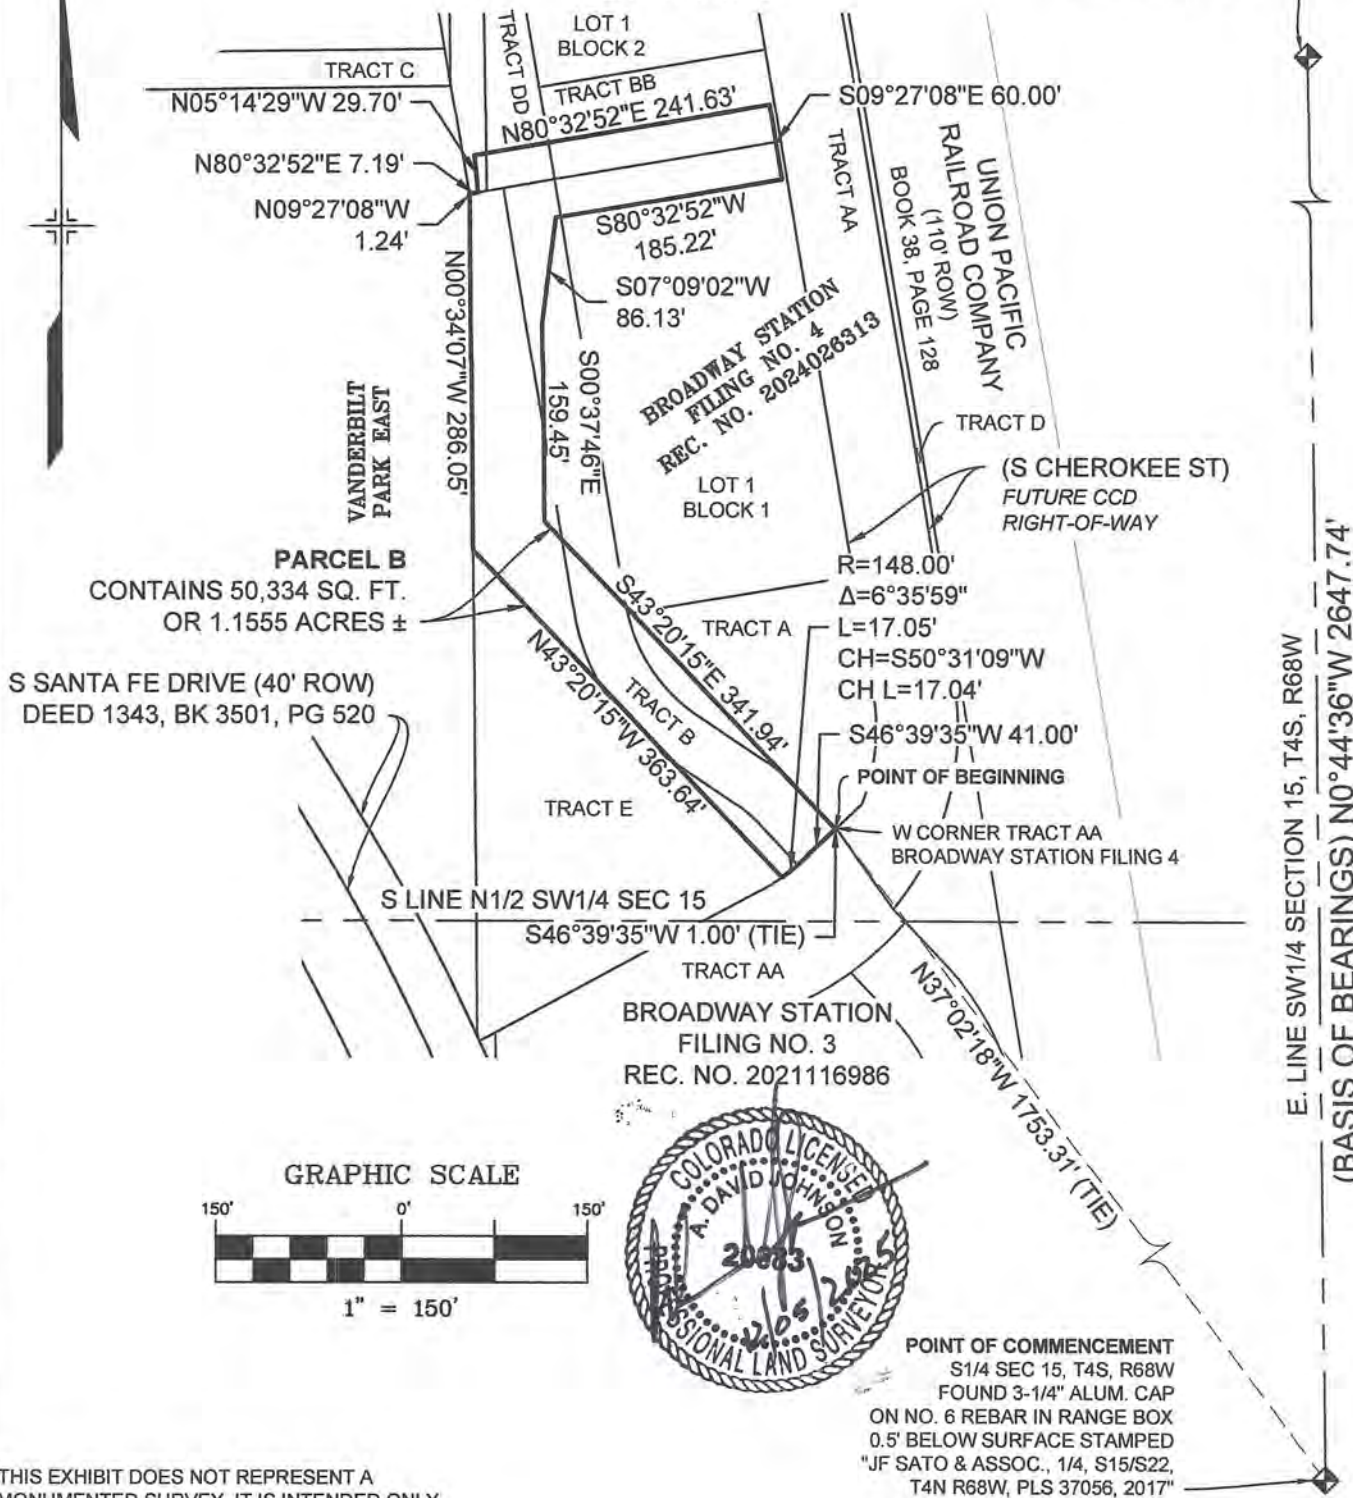 LOT 1
BLOCK 2
TRACT DD
TRACT C
TRACT BB
N05°14'29"W 29.70'
N80°32'52"E 241.63'
S09°27'08"E 60.00'
N80°32'52"E 7.19'
N09°27'08"W
1.24'
S80°32'52"W
185.22'
S07°09'02"W
86.13'
TRACT AA
UNION PACIFIC
RAILROAD COMPANY
(110' ROW)
BOOK 38, PAGE 128
N00°34'07"W 286.05'
S00°37'46"E
159.45'
BROADWAY STATION
FILING NO. 4
REC. NO. 2024026313
VANDERBILT
PARK EAST
LOT 1
BLOCK 1
TRACT D
(S CHEROKEE ST)
FUTURE CCD
RIGHT-OF-WAY
PARCEL B
CONTAINS 50,334 SQ. FT.
OR 1.1555 ACRES ±
R=148.00'
Δ=6°35'59"
L=17.05'
CH=S50°31'09"W
CH L=17.04'
S43°20'15"E 341.94'
TRACT A
N43°20'15"W 363.64'
TRACT B
S SANTA FE DRIVE (40' ROW)
DEED 1343, BK 3501, PG 520
S46°39'35"W 41.00'
POINT OF BEGINNING
TRACT E
W CORNER TRACT AA
BROADWAY STATION FILING 4
S LINE N1/2 SW1/4 SEC 15
S46°39'35"W 1.00' (TIE)
TRACT AA
BROADWAY STATION
FILING NO. 3
REC. NO. 2021116986
N37°02'18"W 1753.31' (TIE)
E. LINE SW1/4 SECTION 15, T4S, R68W
(BASIS OF BEARINGS) N0°44'36"W 2647.74'
GRAPHIC SCALE
150' 0' 150'
1" = 150'
COLORADO LICENSED
A. DAVID JOHNSON
20683
PROFESSIONAL LAND SURVEYOR
POINT OF COMMENCEMENT
S1/4 SEC 15, T4S, R68W
FOUND 3-1/4" ALUM. CAP
ON NO. 6 REBAR IN RANGE BOX
0.5' BELOW SURFACE STAMPED
"JF SATO & ASSOC., 1/4, S15/S22,
T4N R68W, PLS 37056, 2017"
THIS EXHIBIT DOES NOT REPRESENT A
MONUMENTED SURVEY. IT IS INTENDED ONLY